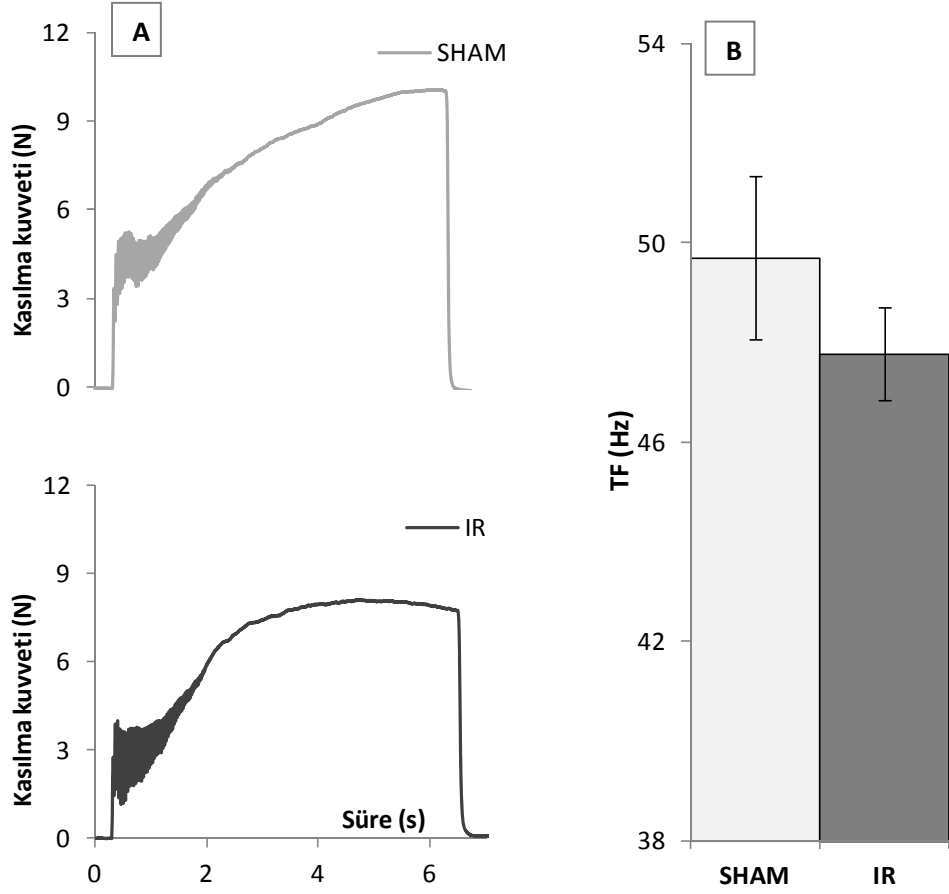 A
SHAM
Kasılma kuvveti (N)
12
9
6
3
0
IR
Kasılma kuvveti (N)
12
9
6
3
0
Süre (s)
0 2 4 6
B
TF (Hz)
54
50
46
42
38
SHAM IR